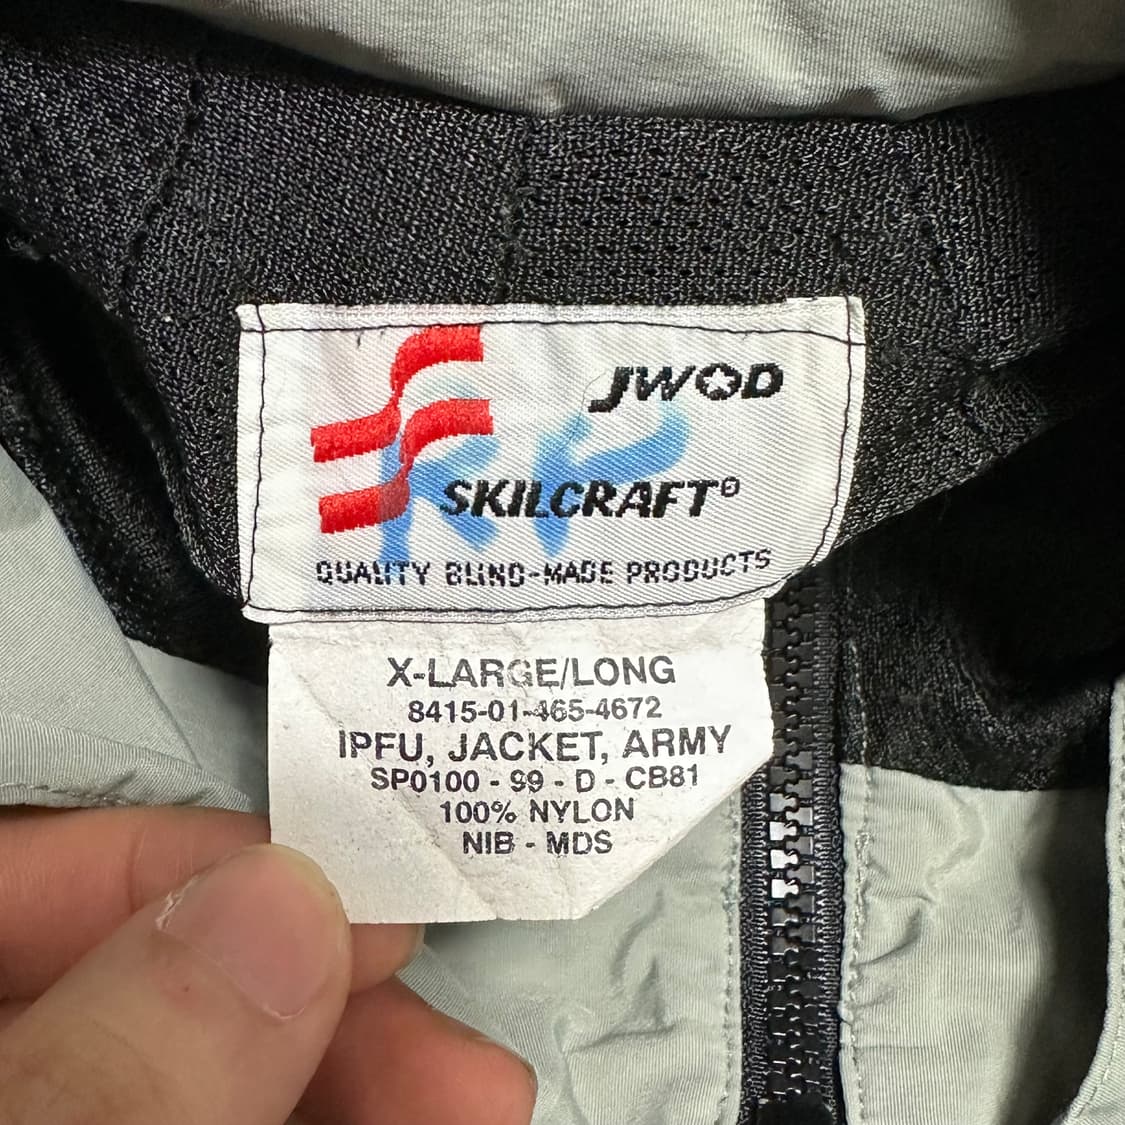 JWOD
SKILCRAFT®
QUALITY BLIND-MADE PRODUCTS
X-LARGE/LONG
8415-01-465-4672
IPFU, JACKET, ARMY
SP0100 - 99 - D - CB81
100% NYLON
NIB - MDS